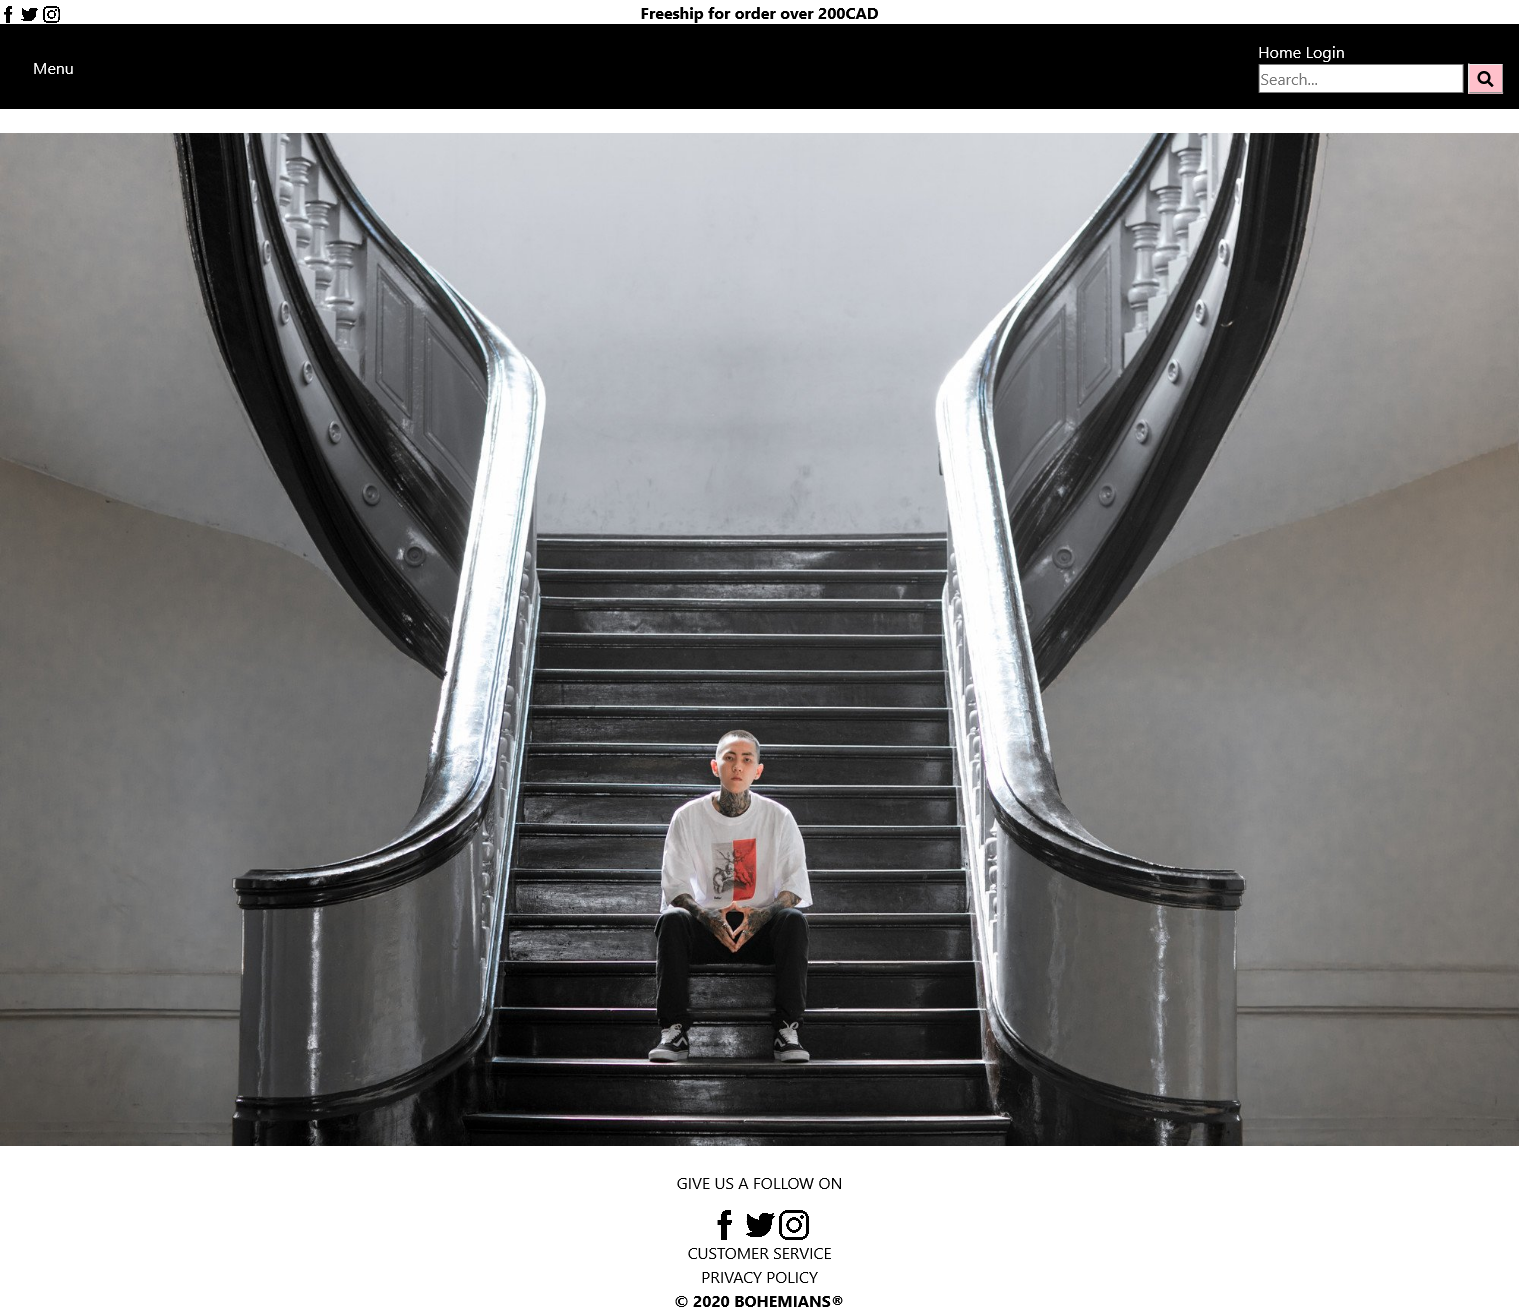 Freeship for order over 200CAD
Menu
Home Login
Search...
GIVE US A FOLLOW ON
CUSTOMER SERVICE
PRIVACY POLICY
© 2020 BOHEMIANS®